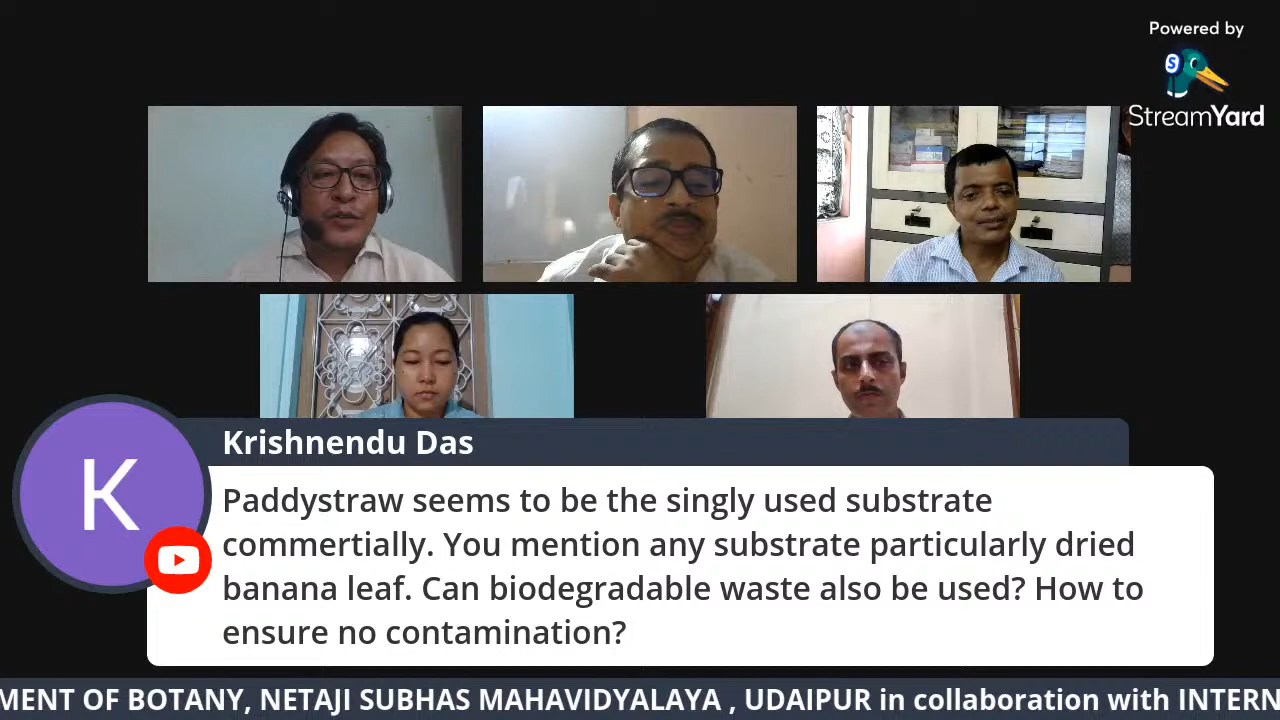 Powered by
S
StreamYard
K
Krishnendu Das
Paddystraw seems to be the singly used substrate
commertially. You mention any substrate particularly dried
banana leaf. Can biodegradable waste also be used? How to
ensure no contamination?
MENT OF BOTANY, NETAJI SUBHAS MAHAVIDYALAYA , UDAIPUR in collaboration with INTERN